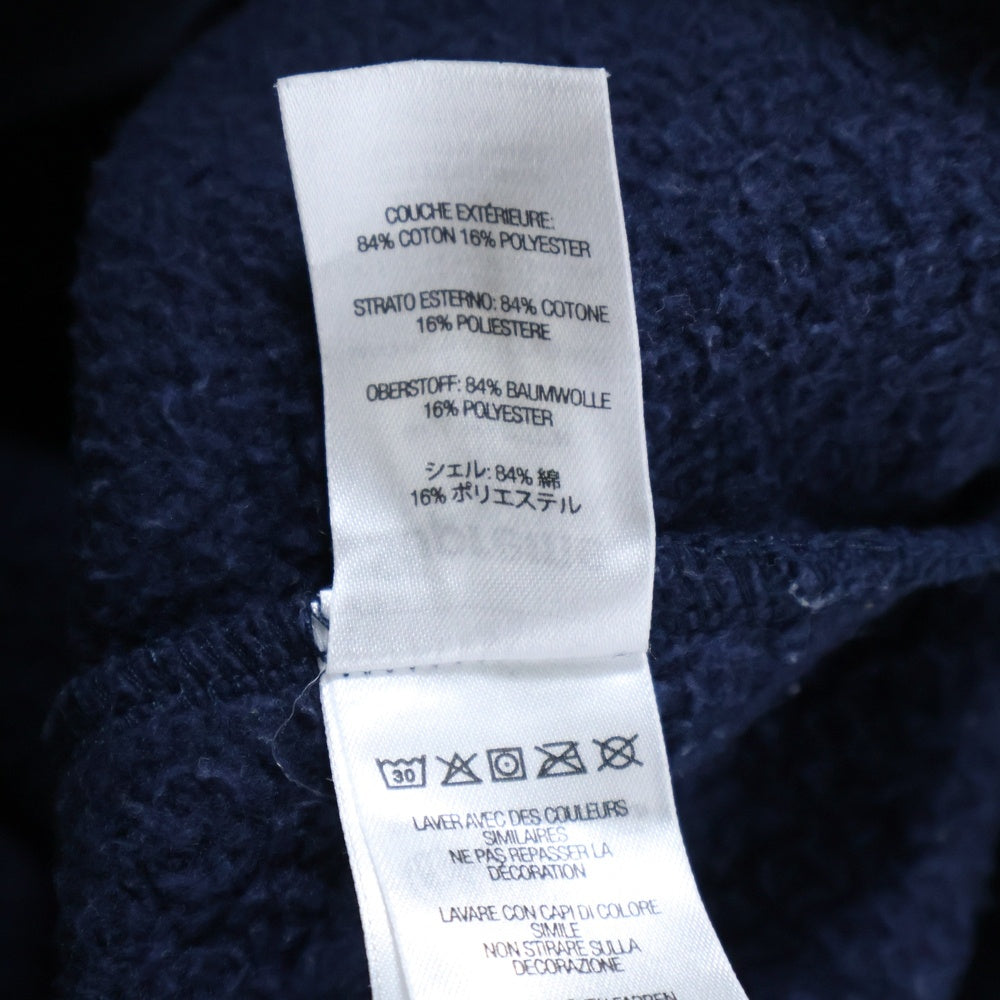 COUCHE EXTÉRIEURE:
84% COTON 16% POLYESTER
STRATO ESTERNO: 84% COTONE
16% POLIESTERE
OBERSTOFF: 84% BAUMWOLLE
16% POLYESTER
シェル: 84% 綿
16% ポリエステル
30
LAVER AVEC DES COULEURS
SIMILAIRES
NE PAS REPASSER LA
DÉCORATION
LAVARE CON CAPI DI COLORE
SIMILE
NON STIRARE SULLA
DECORAZIONE
FARBEN